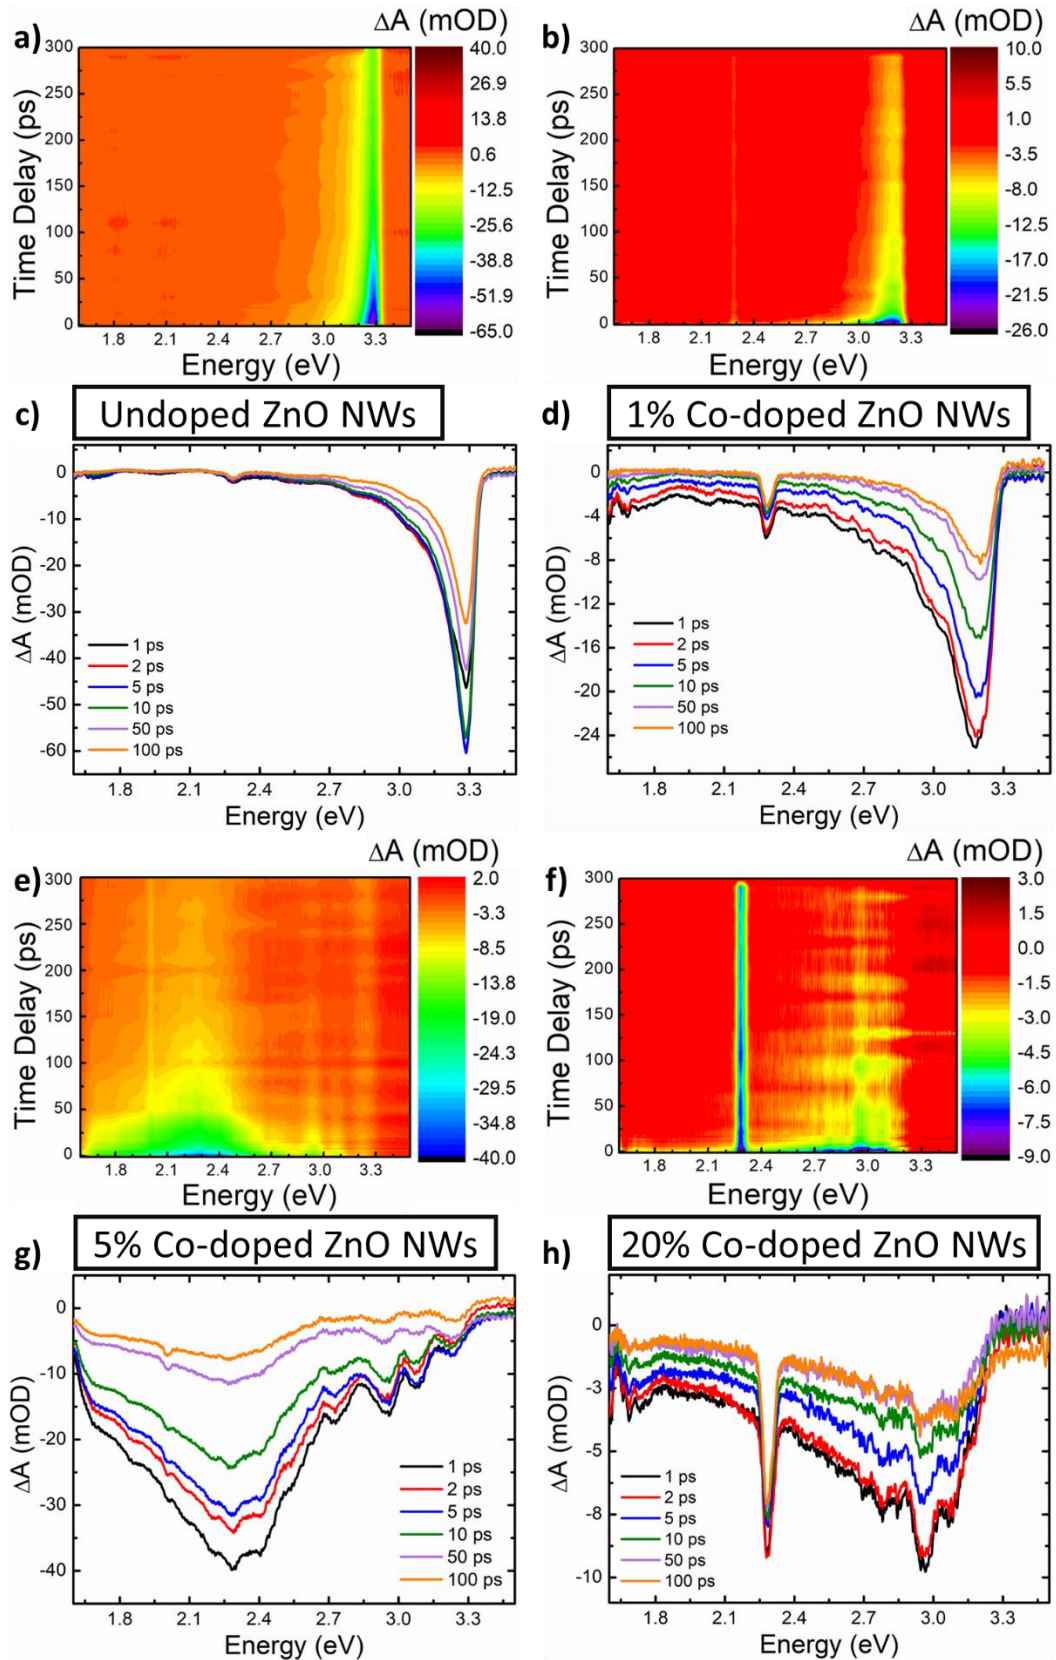 ΔA (mOD)
a)
300
250
200
150
100
50
0
Time Delay (ps)
1.8 2.1 2.4 2.7 3.0 3.3
Energy (eV)
40.0
26.9
13.8
0.6
-12.5
-25.6
-38.8
-51.9
-65.0
ΔA (mOD)
b)
300
250
200
150
100
50
0
Time Delay (ps)
1.8 2.1 2.4 2.7 3.0 3.3
Energy (eV)
10.0
5.5
1.0
-3.5
-8.0
-12.5
-17.0
-21.5
-26.0
c)
Undoped ZnO NWs
0
-10
-20
-30
-40
-50
-60
ΔA (mOD)
1 ps
2 ps
5 ps
10 ps
50 ps
100 ps
1.8 2.1 2.4 2.7 3.0 3.3
Energy (eV)
d)
1% Co-doped ZnO NWs
0
-4
-8
-12
-16
-20
-24
ΔA (mOD)
1 ps
2 ps
5 ps
10 ps
50 ps
100 ps
1.8 2.1 2.4 2.7 3.0 3.3
Energy (eV)
ΔA (mOD)
e)
300
250
200
150
100
50
0
Time Delay (ps)
1.8 2.1 2.4 2.7 3.0 3.3
Energy (eV)
2.0
-3.3
-8.5
-13.8
-19.0
-24.3
-29.5
-34.8
-40.0
ΔA (mOD)
f)
300
250
200
150
100
50
0
Time Delay (ps)
1.8 2.1 2.4 2.7 3.0 3.3
Energy (eV)
3.0
1.5
0.0
-1.5
-3.0
-4.5
-6.0
-7.5
-9.0
g)
5% Co-doped ZnO NWs
0
-10
-20
-30
-40
ΔA (mOD)
1 ps
2 ps
5 ps
10 ps
50 ps
100 ps
1.8 2.1 2.4 2.7 3.0 3.3
Energy (eV)
h)
20% Co-doped ZnO NWs
0
-3
-5
-8
-10
ΔA (mOD)
1 ps
2 ps
5 ps
10 ps
50 ps
100 ps
1.8 2.1 2.4 2.7 3.0 3.3
Energy (eV)